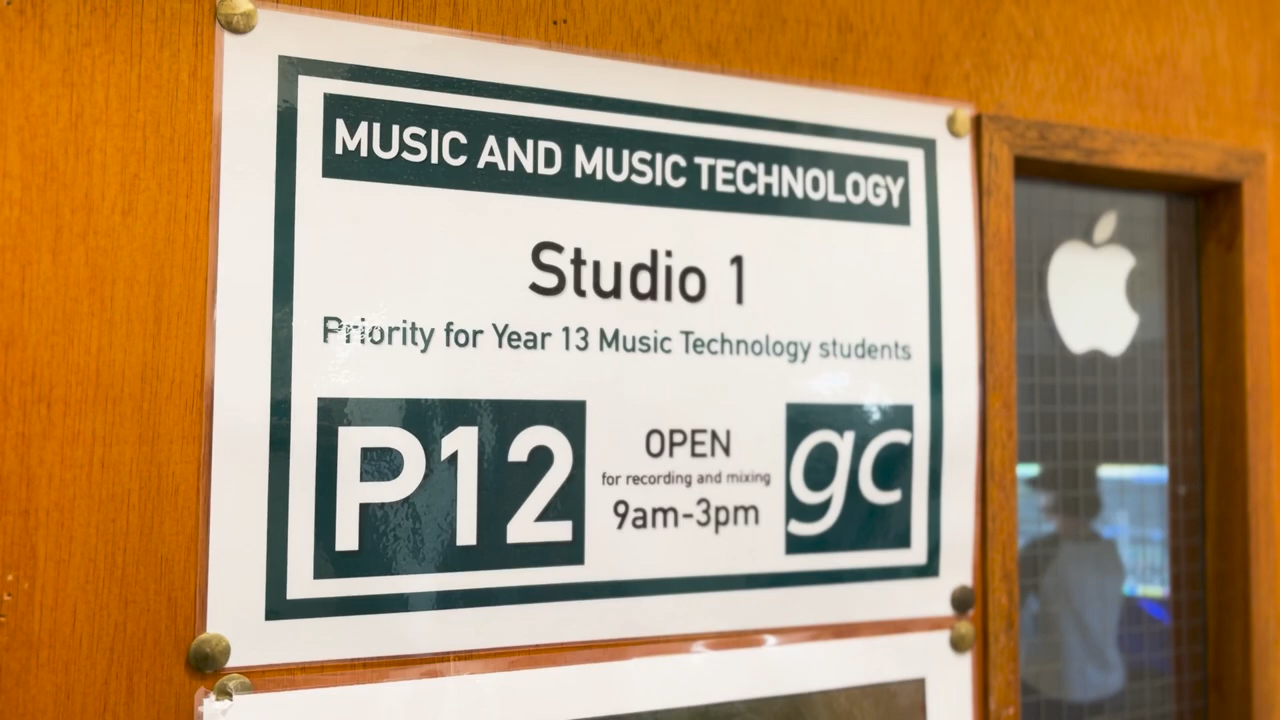 MUSIC AND MUSIC TECHNOLOGY
Studio 1
Priority for Year 13 Music Technology students
P12
OPEN
for recording and mixing
9am-3pm
gc